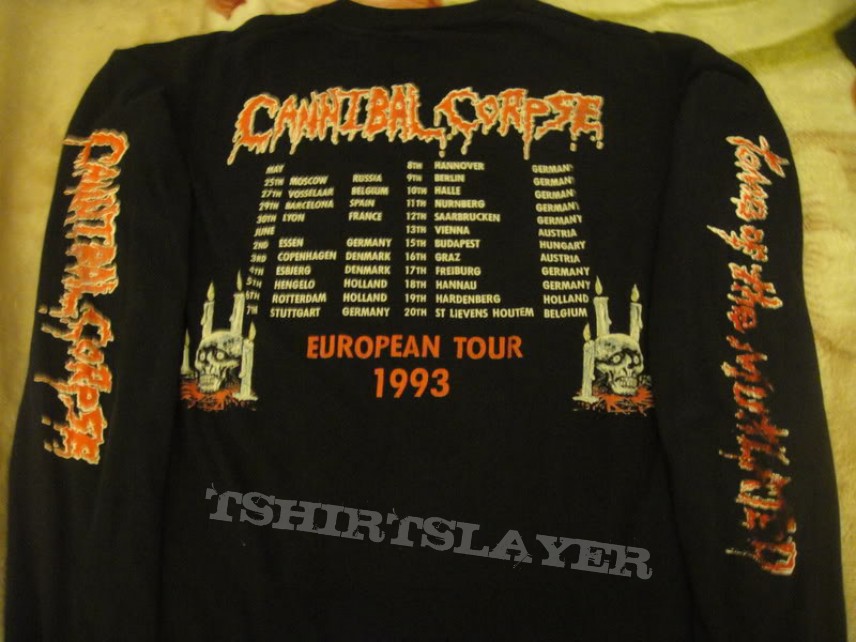 CANNIBAL CORPSE
MAY
25TH MOSCOW RUSSIA
27TH VOSSELAAR BELGIUM
29TH BARCELONA SPAIN
30TH LYON FRANCE
JUNE
2ND ESSEN GERMANY
3RD COPENHAGEN DENMARK
4TH ESBJERG DENMARK
5TH HENGELO HOLLAND
6TH ROTTERDAM HOLLAND
7TH STUTTGART GERMANY
8TH HANNOVER GERMANY
9TH BERLIN GERMANY
10TH HALLE GERMANY
11TH NURNBERG GERMANY
12TH SAARBRUCKEN GERMANY
13TH VIENNA AUSTRIA
15TH BUDAPEST HUNGARY
16TH GRAZ AUSTRIA
17TH FREIBURG GERMANY
18TH HANNAU GERMANY
19TH HARDENBERG HOLLAND
20TH ST LIEVENS HOUTEM BELGIUM
EUROPEAN TOUR
1993
CANNIBAL CORPSE
TOMB OF THE MUTILATED
TSHIRTSLAYER